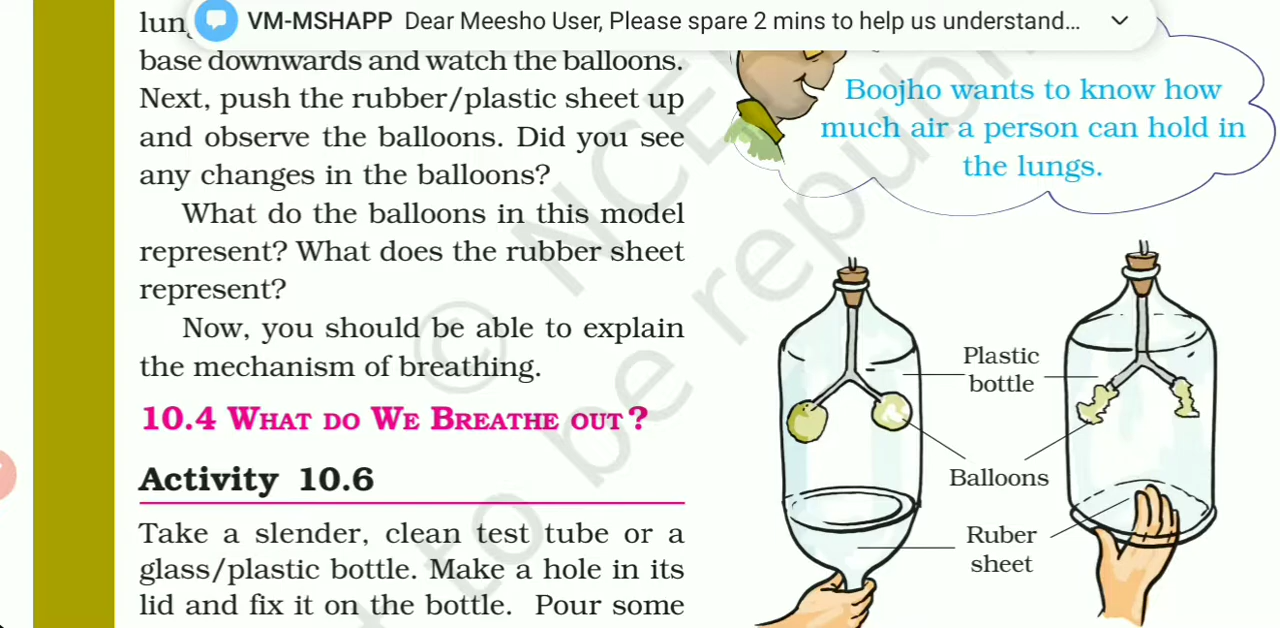 VM-MSHAPP Dear Meesho User, Please spare 2 mins to help us understand...
base downwards and watch the balloons.
Next, push the rubber/plastic sheet up
and observe the balloons. Did you see
any changes in the balloons?
What do the balloons in this model
represent? What does the rubber sheet
represent?
Now, you should be able to explain
the mechanism of breathing.
10.4 WHAT DO WE BREATHE OUT?
Activity 10.6
Take a slender, clean test tube or a
glass/plastic bottle. Make a hole in its
lid and fix it on the bottle. Pour some
Boojho wants to know how
much air a person can hold in
the lungs.
Plastic
bottle
Balloons
Ruber
sheet
© NCE
to be republi